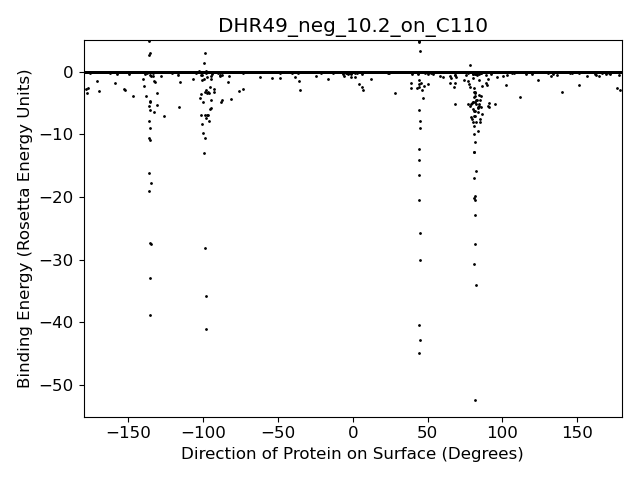 DHR49_neg_10.2_on_C110
Binding Energy (Rosetta Energy Units)
0
−10
−20
−30
−40
−50
−150 −100 −50 0 50 100 150
Direction of Protein on Surface (Degrees)